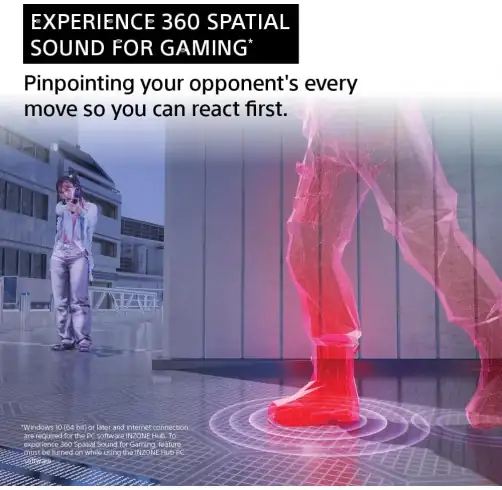 EXPERIENCE 360 SPATIAL
SOUND FOR GAMING*
Pinpointing your opponent's every
move so you can react first.
*Windows 10 (64 bit) or later and internet connection
are required for the PC software INZONE Hub. To
experience 360 Spatial Sound for Gaming, feature
must be turned on while using the INZONE Hub PC
software.